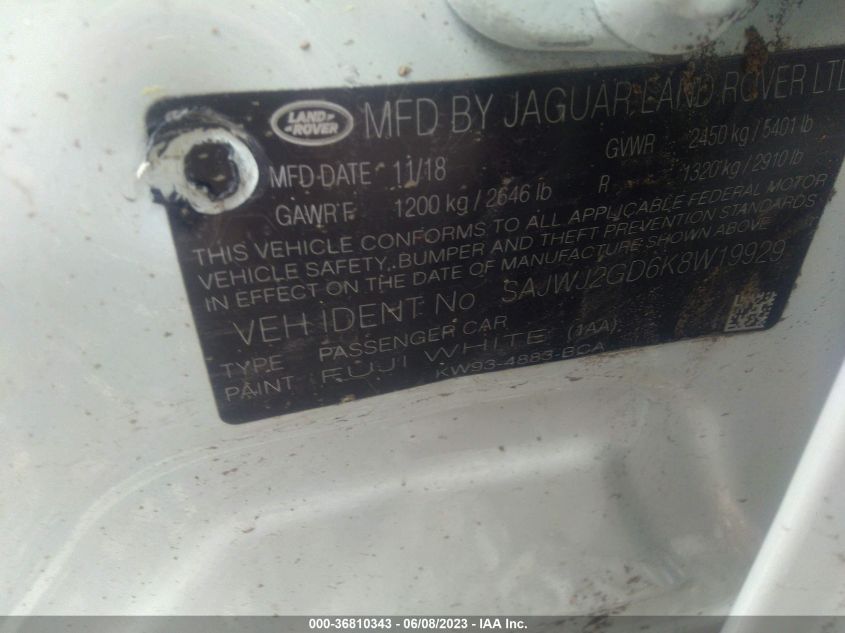 LAND ROVER MFD BY JAGUAR LAND ROVER LTD
MFD DATE 11/18 GVWR 2450 kg / 5401 lb
GAWR F 1200 kg / 2646 lb R 1320 kg / 2910 lb
THIS VEHICLE CONFORMS TO ALL APPLICABLE FEDERAL MOTOR
VEHICLE SAFETY, BUMPER AND THEFT PREVENTION STANDARDS
IN EFFECT ON THE DATE OF MANUFACTURE SHOWN ABOVE
VEH IDENT No SAJWJ2GD6K8W19929
TYPE PASSENGER CAR
PAINT FUJI WHITE (1AA)
KW93-4883-BCA
000-36810343 - 06/08/2023 - © IAA Inc.